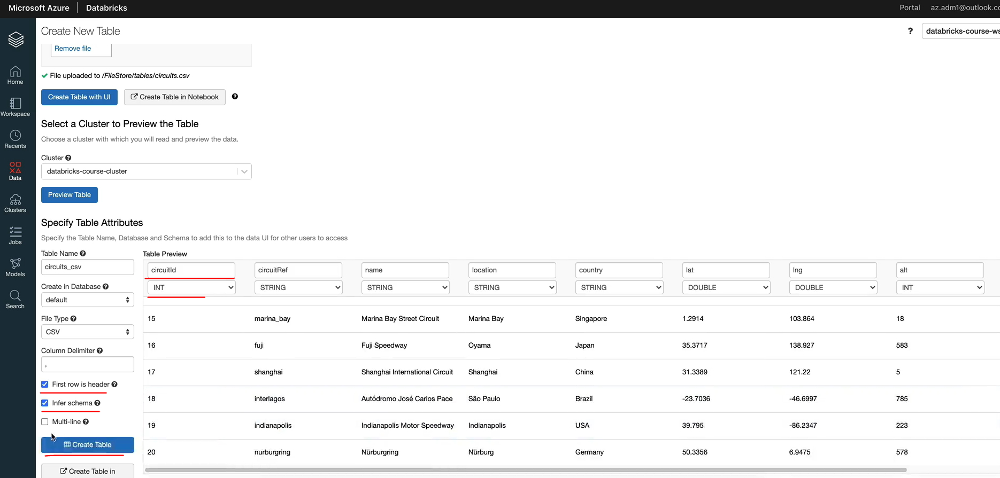 Microsoft Azure | Databricks
Portal az.adm1@outlook.co
Create New Table
? databricks-course-ws
Remove file
File uploaded to /FileStore/tables/circuits.csv
Create Table with UI Create Table in Notebook
Select a Cluster to Preview the Table
Choose a cluster with which you will read and preview the data.
Cluster
databricks-course-cluster
Preview Table
Specify Table Attributes
Specify the Table Name, Database and Schema to add this to the data UI for other users to access
Home
Workspace
Recents
Data
Clusters
Jobs
Models
Search
Table Name
circuits_csv
Create in Database
default
File Type
CSV
Column Delimiter
,
First row is header
Infer schema
Multi-line
Create Table
Create Table in
Table Preview
circuitId circuitRef name location country lat lng alt
INT STRING STRING STRING STRING DOUBLE DOUBLE INT
15 marina_bay Marina Bay Street Circuit Marina Bay Singapore 1.2914 103.864 18
16 fuji Fuji Speedway Oyama Japan 35.3717 138.927 583
17 shanghai Shanghai International Circuit Shanghai China 31.3389 121.22 5
18 interlagos Autódromo José Carlos Pace São Paulo Brazil -23.7036 -46.6997 785
19 indianapolis Indianapolis Motor Speedway Indianapolis USA 39.795 -86.2347 223
20 nurburgring Nürburgring Nürburg Germany 50.3356 6.9475 578